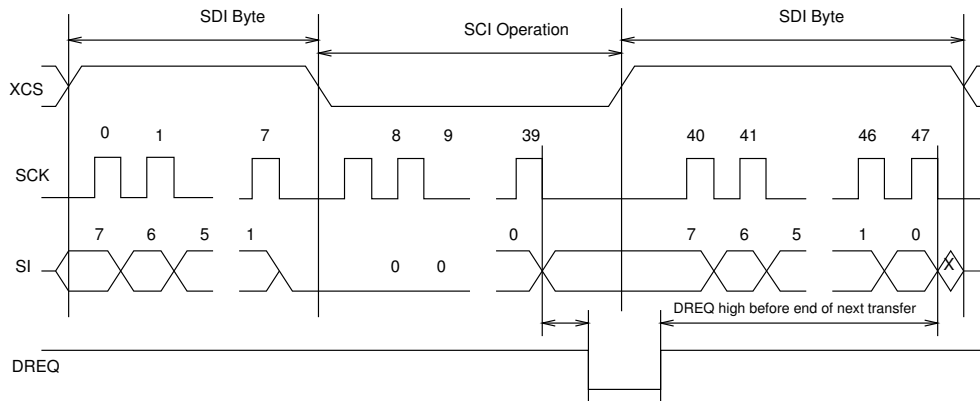 SDI Byte SCI Operation SDI Byte
XCS
0 1 7 8 9 39 40 41 46 47
SCK
7 6 5 1 0 0 0 7 6 5 1 0
SI X
DREQ high before end of next transfer
DREQ